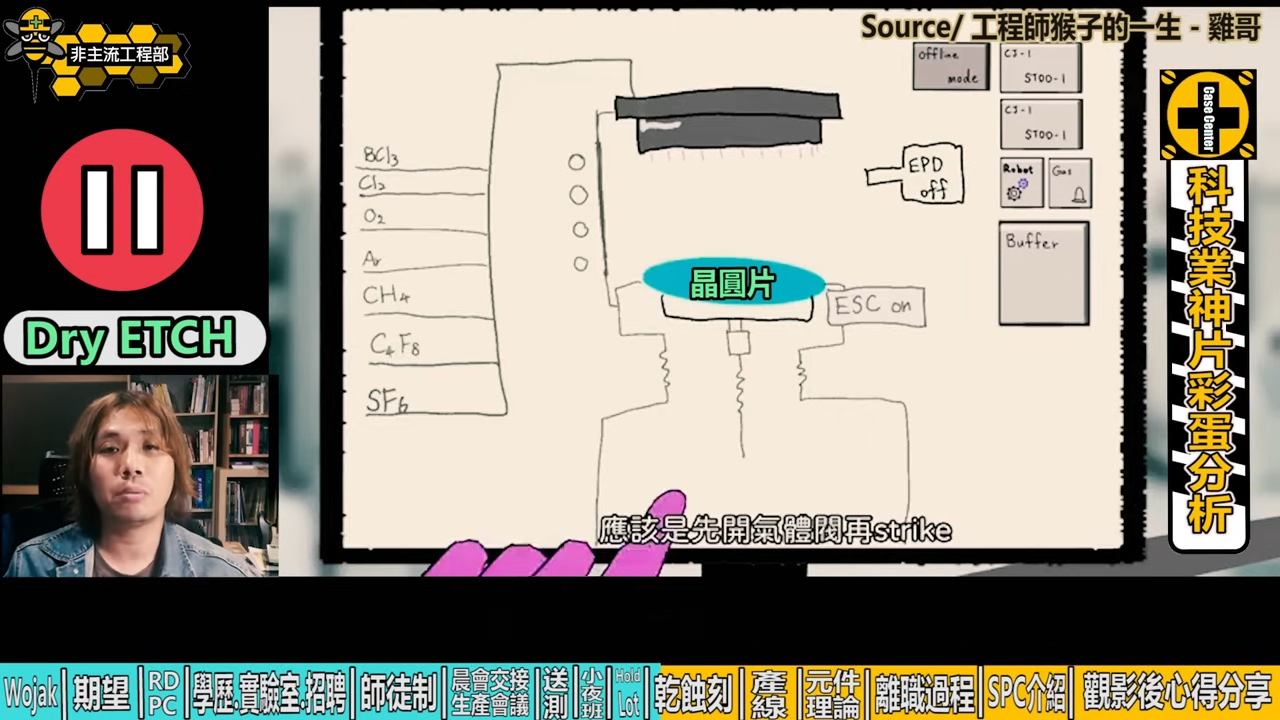 非主流工程部
Source/ 工程師猴子的一生 - 雞哥
Dry ETCH
BCl3
Cl2
O2
Ar
CH4
C4F8
SF6
晶圓片
ESC on
EPD
off
offline
mode
CJ-1
STOO-1
CJ-1
STOO-1
Robot
Gas
Buffer
應該是先開氣體閥再strike
Case Center
科技業神片彩蛋分析
Wojak
期望
RD
PC
學歷.實驗室.招聘
師徒制
晨會交接
生產會議
送測
小夜班
Hold
Lot
乾蝕刻
產線
元件
理論
離職過程
SPC介紹
觀影後心得分享